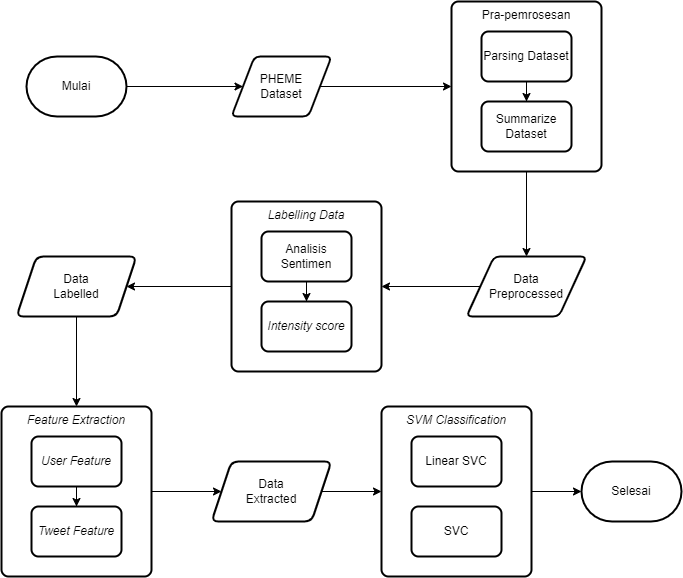 Pra-pemrosesan
Mulai
PHEME
Dataset
Parsing Dataset
Summarize
Dataset
Data
Preprocessed
Labelling Data
Analisis
Sentimen
Intensity score
Data
Labelled
Feature Extraction
User Feature
Tweet Feature
Data
Extracted
SVM Classification
Linear SVC
SVC
Selesai